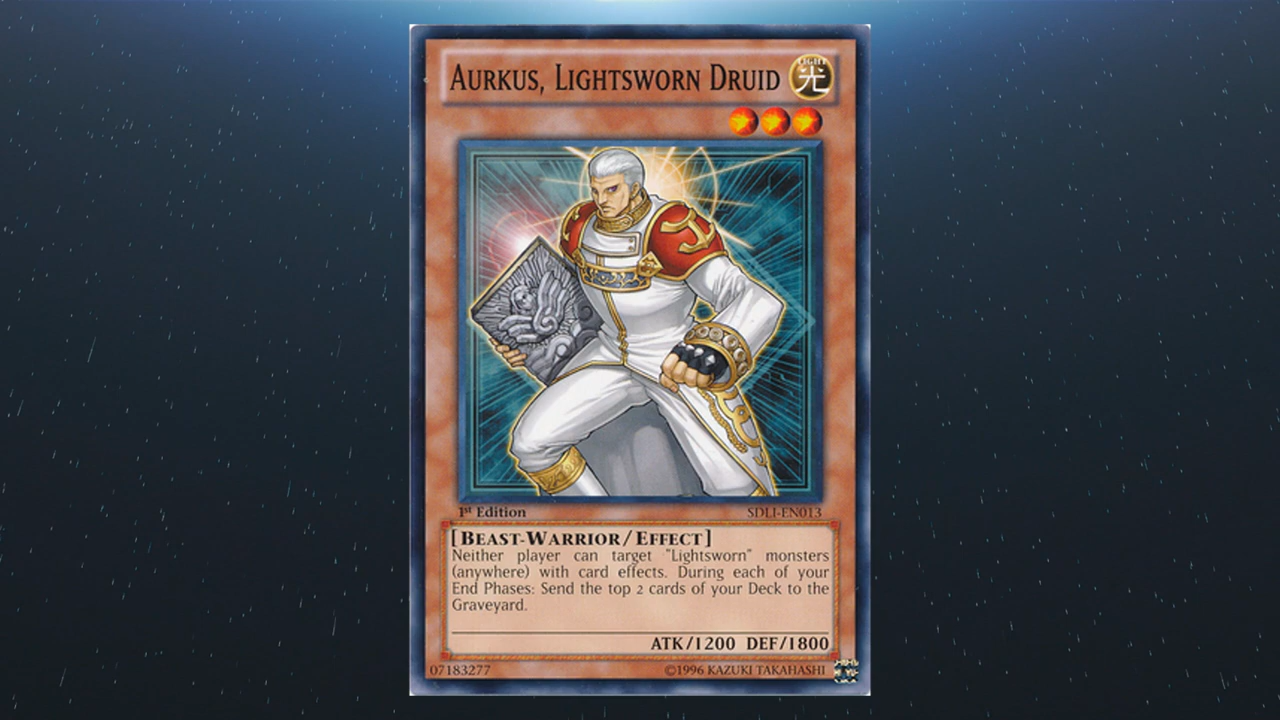 AURKUS, LIGHTSWORN DRUID
LIGHT
光
1st Edition
SDLI-EN013
[BEAST-WARRIOR/EFFECT]
Neither player can target "Lightsworn" monsters
(anywhere) with card effects. During each of your
End Phases: Send the top 2 cards of your Deck to the
Graveyard.
ATK/1200 DEF/1800
07183277
©1996 KAZUKI TAKAHASHI